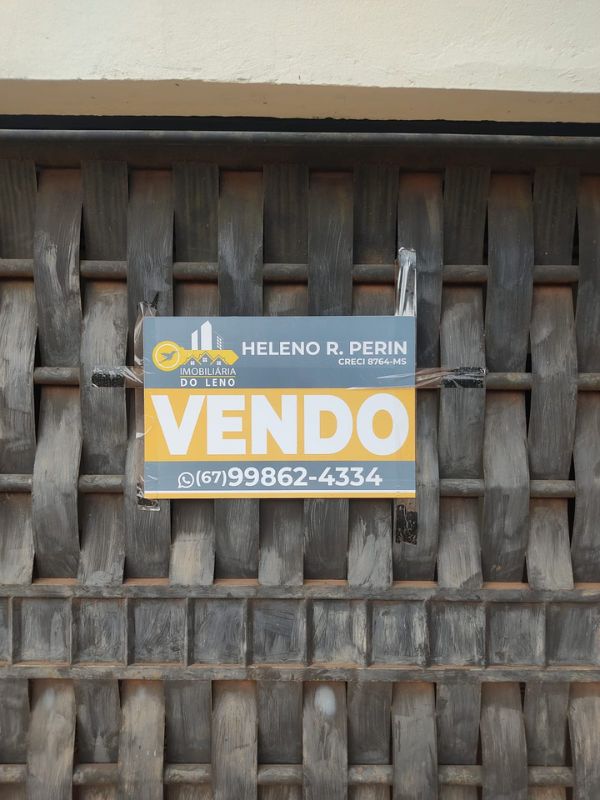 HELENO R. PERIN
CRECI 8764-MS
IMOBILIÁRIA
DO LENO
VENDO
(67)99862-4334